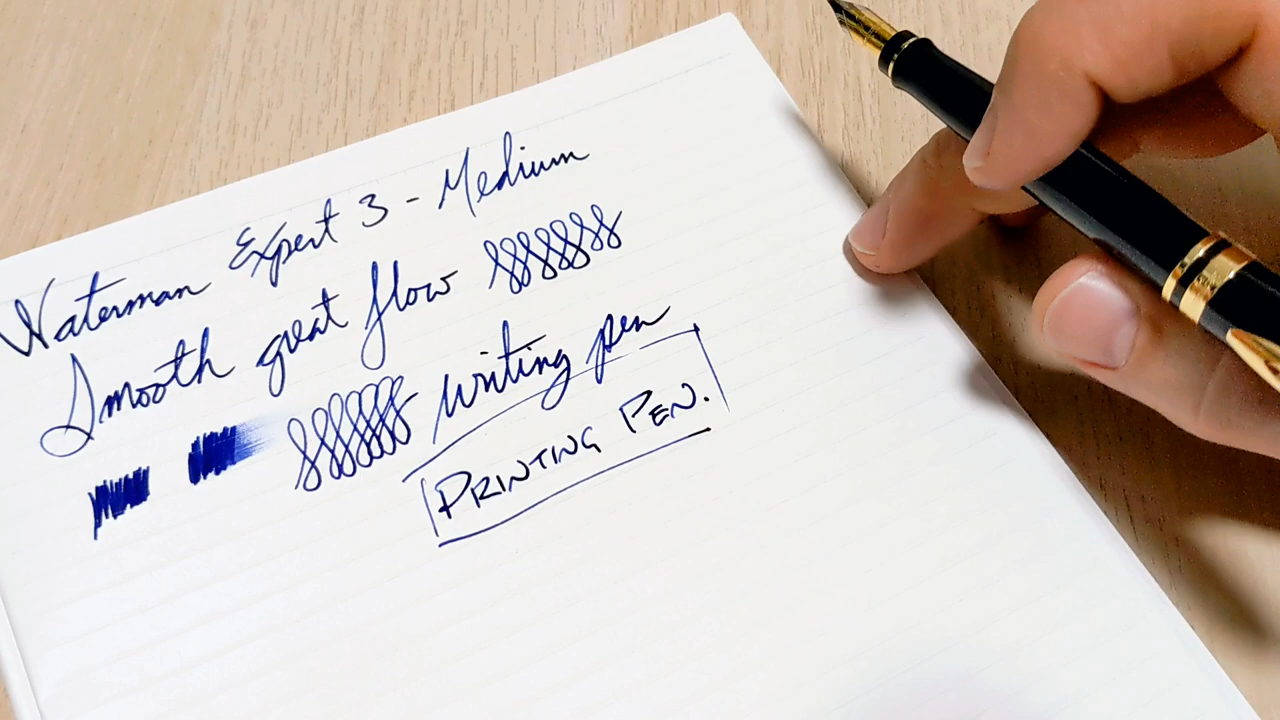 Waterman Expert 3 - Medium
Smooth great flow
writing pen
PRINTING PEN.